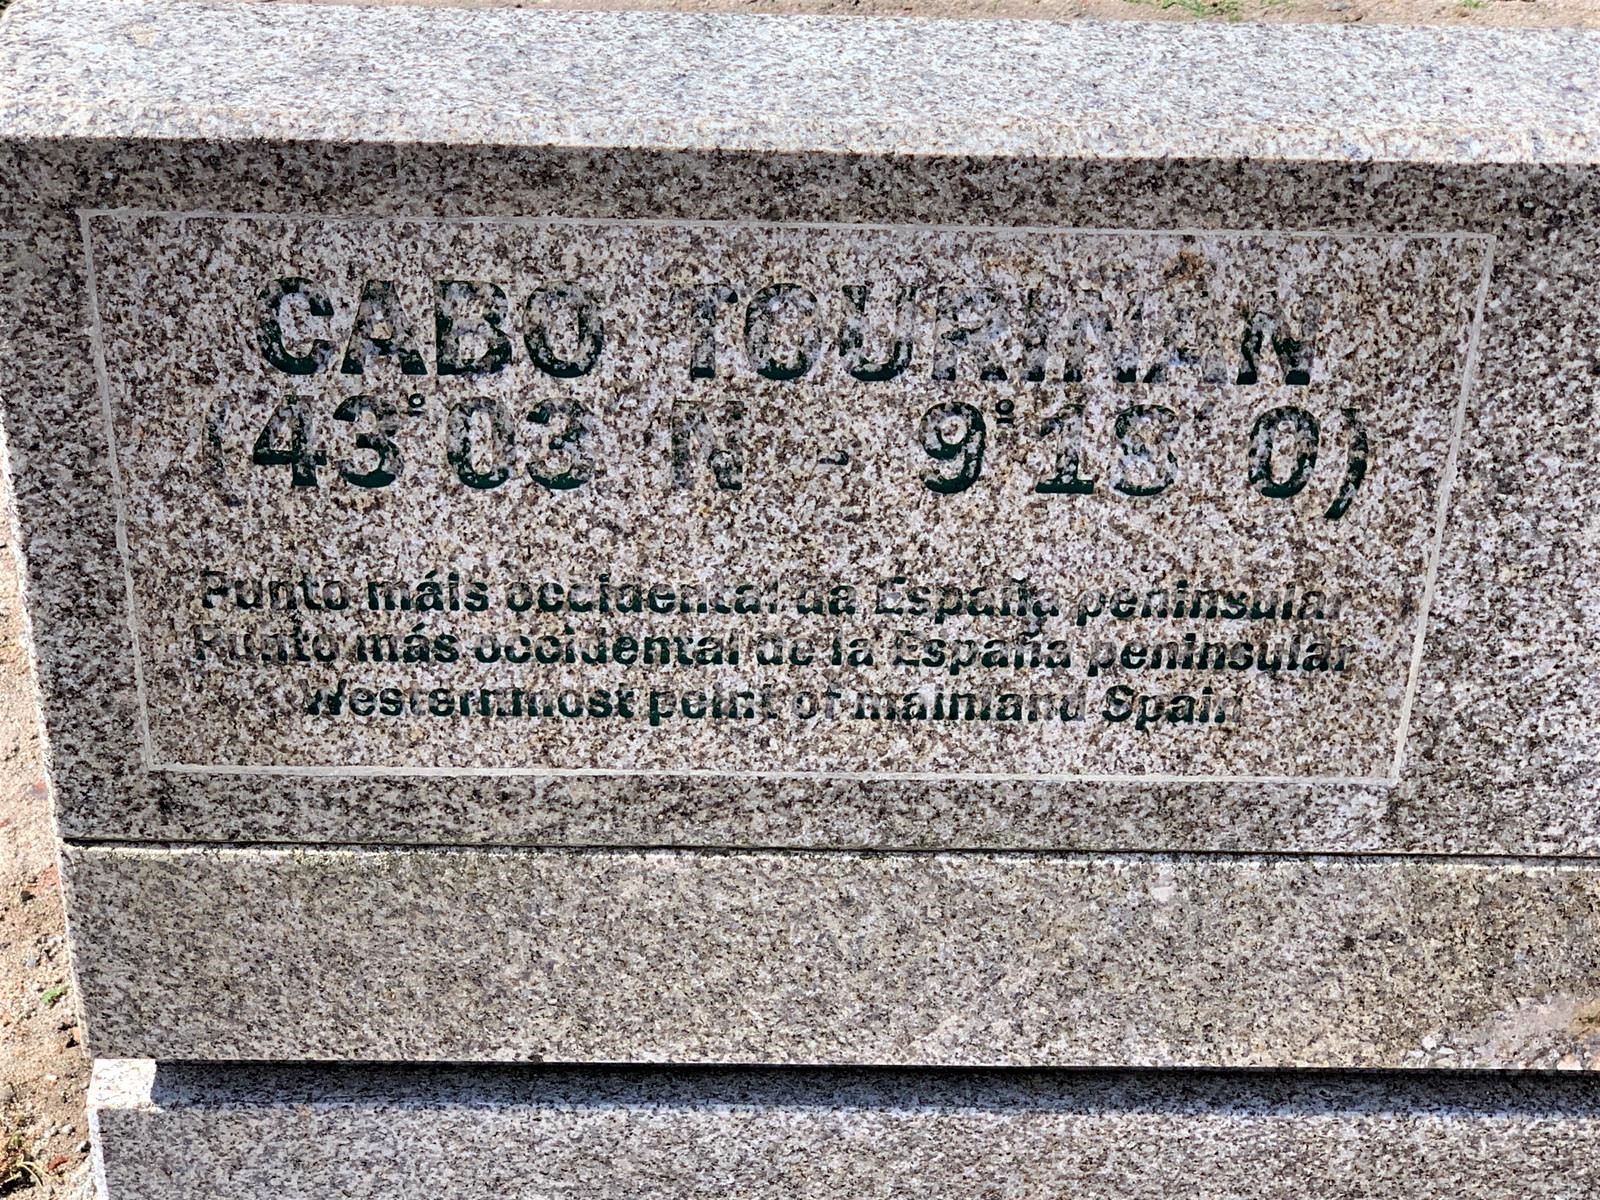 CABO TOURIÑÁN
(43°03' N - 9°18' O)
Punto máis occidental da España peninsular
Punto más occidental de la España peninsular
Westernmost point of mainland Spain